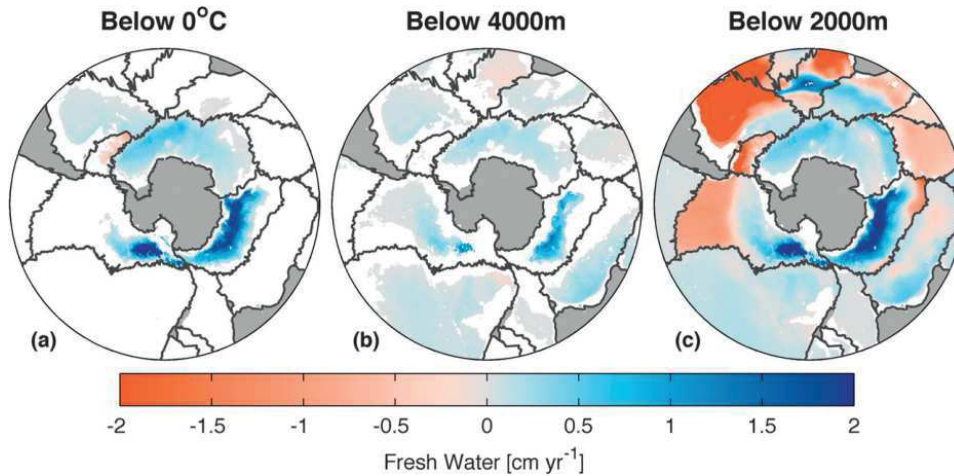 Below 0°C Below 4000m Below 2000m
(a) (b) (c)
-2 -1.5 -1 -0.5 0 0.5 1 1.5 2
Fresh Water [cm yr⁻¹]